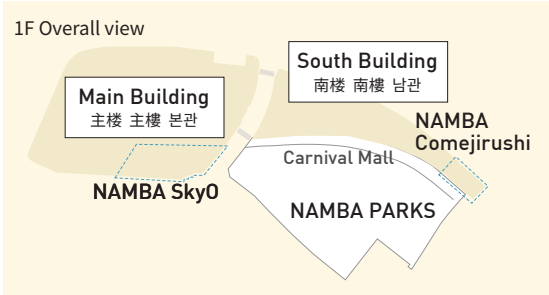 1F Overall view
South Building
南楼 南樓 남관
Main Building
主楼 主樓 본관
NAMBA
Comejirushi
Carnival Mall
NAMBA SkyO
NAMBA PARKS